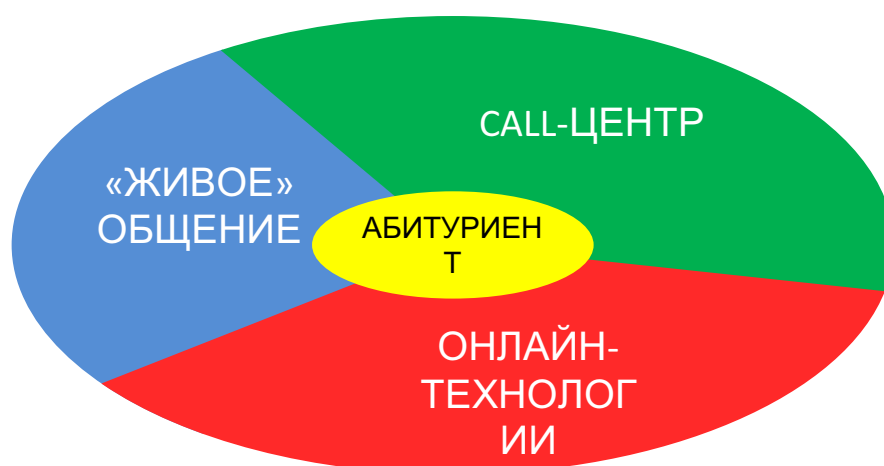 CALL-ЦЕНТР
«ЖИВОЕ»
ОБЩЕНИЕ
АБИТУРИЕН
Т
ОНЛАЙН-
ТЕХНОЛОГ
ИИ